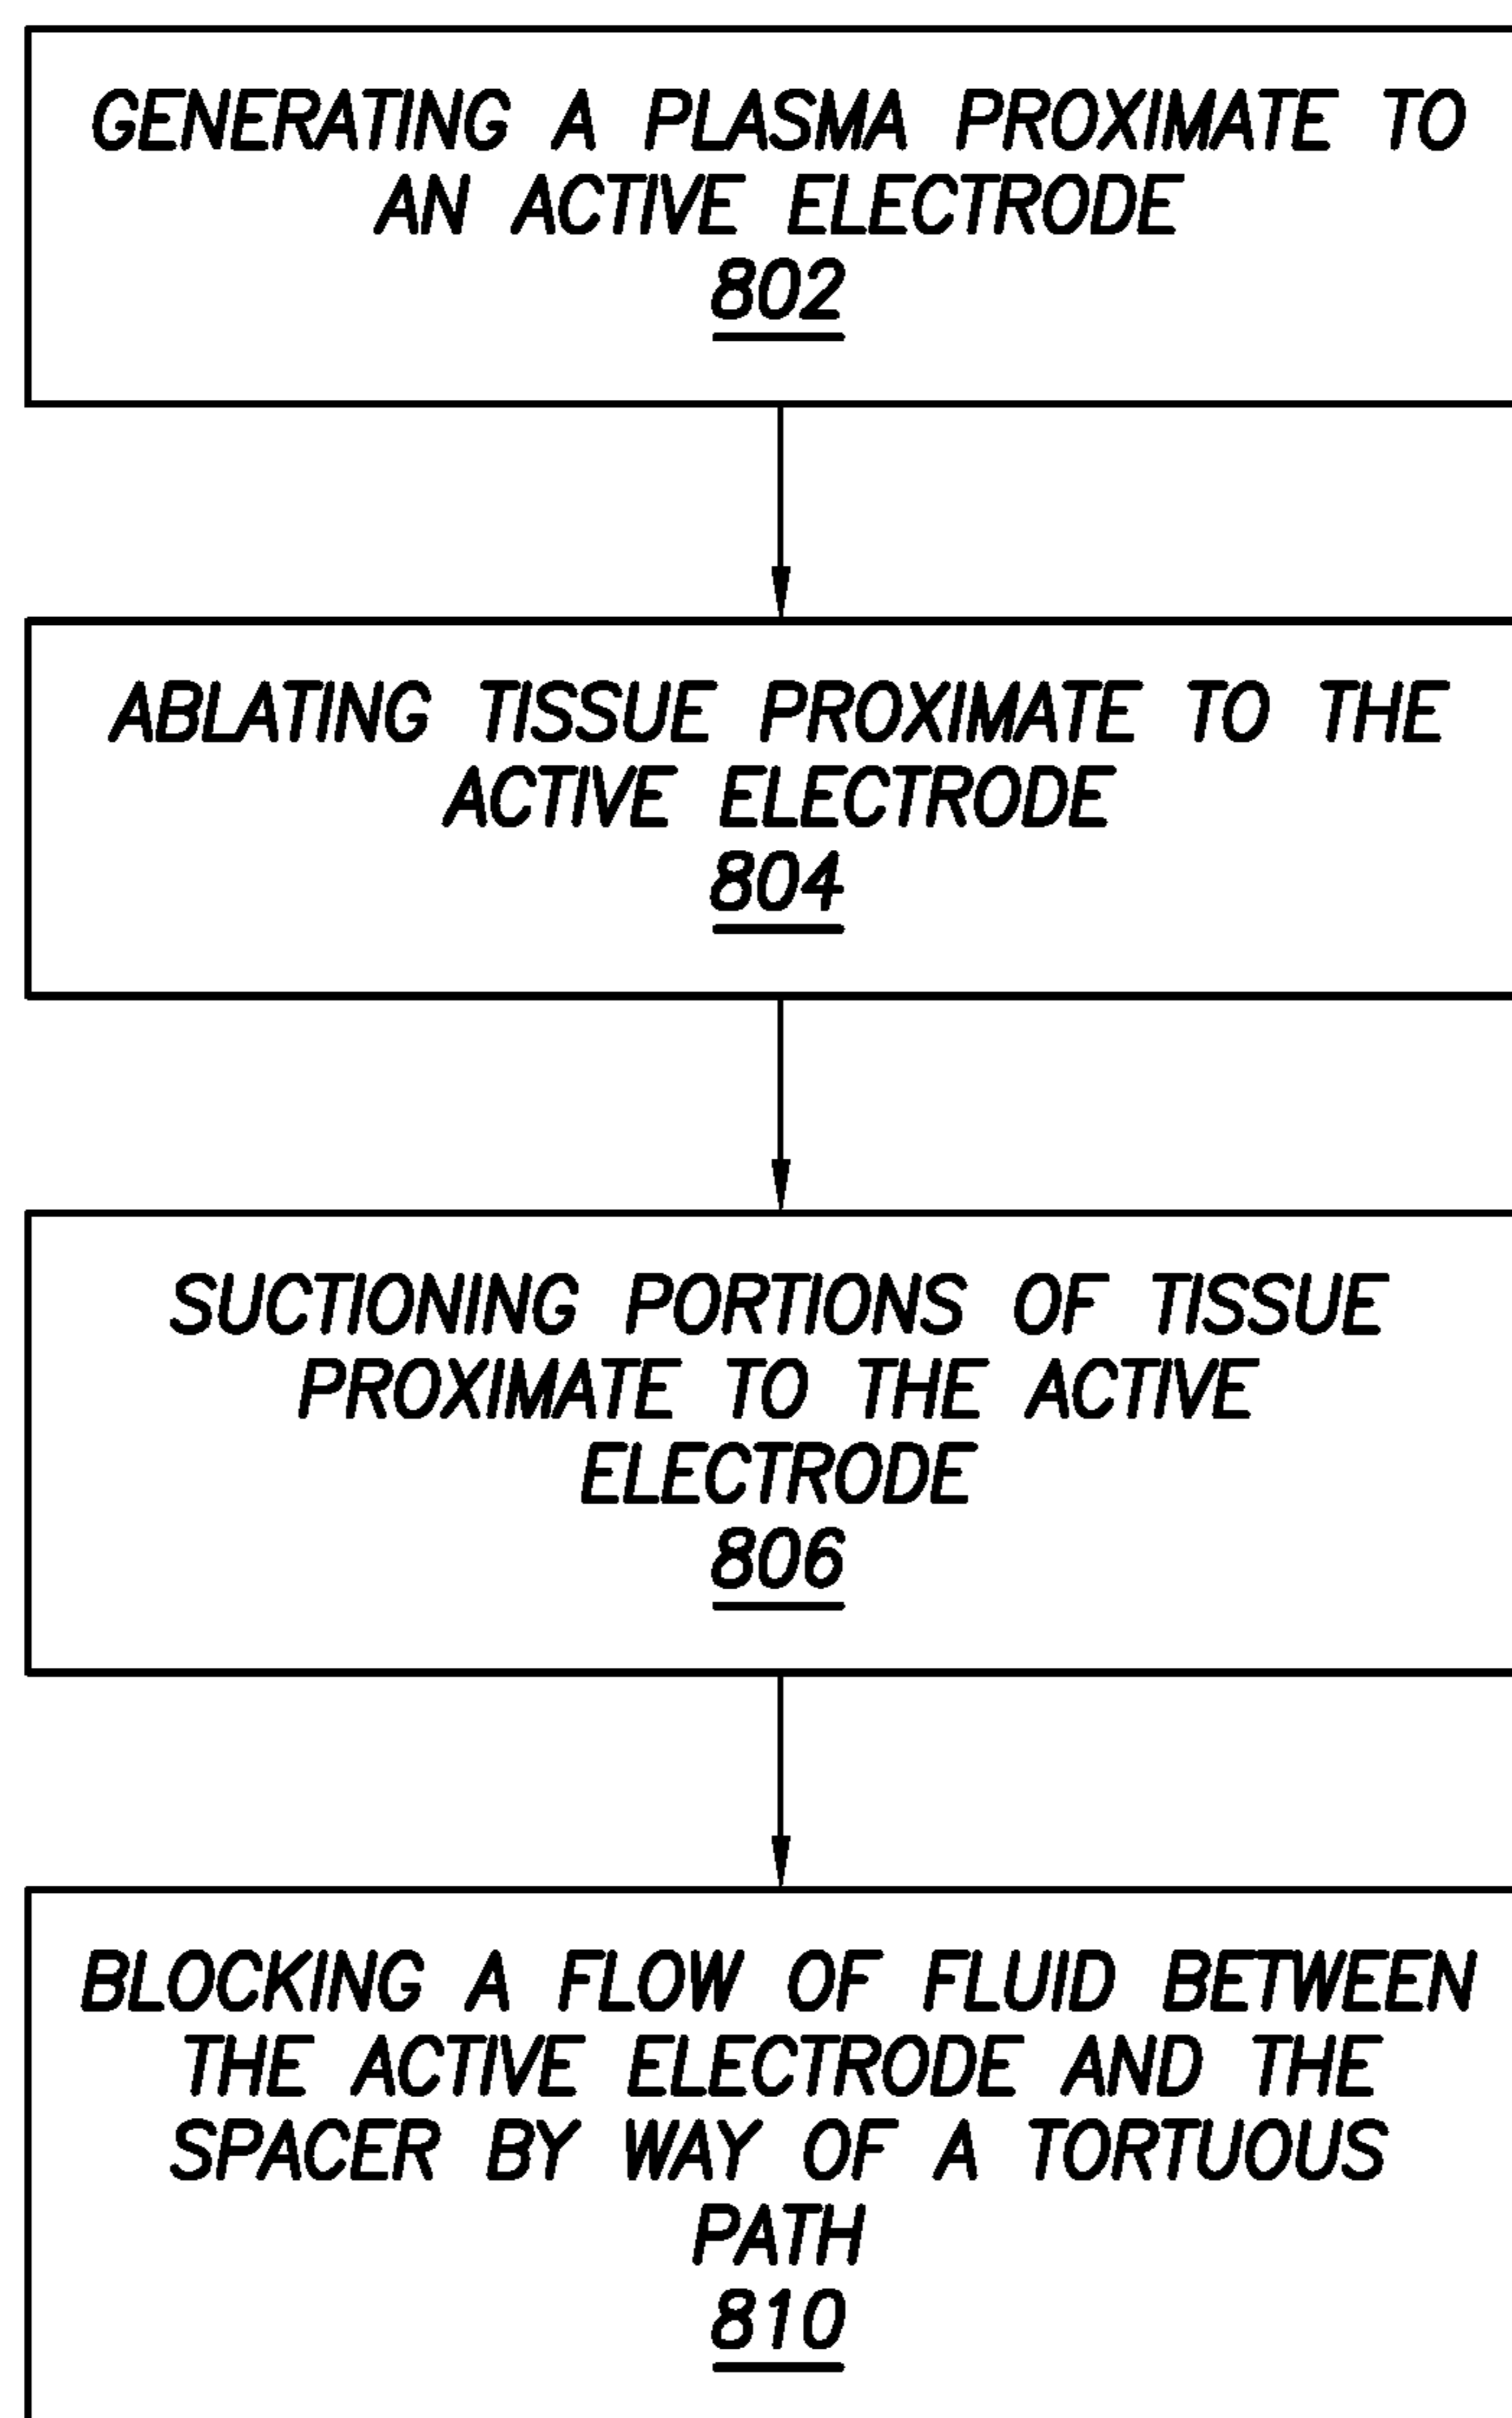 GENERATING A PLASMA PROXIMATE TO
AN ACTIVE ELECTRODE
802
ABLATING TISSUE PROXIMATE TO THE
ACTIVE ELECTRODE
804
SUCTIONING PORTIONS OF TISSUE
PROXIMATE TO THE ACTIVE
ELECTRODE
806
BLOCKING A FLOW OF FLUID BETWEEN
THE ACTIVE ELECTRODE AND THE
SPACER BY WAY OF A TORTUOUS
PATH
810